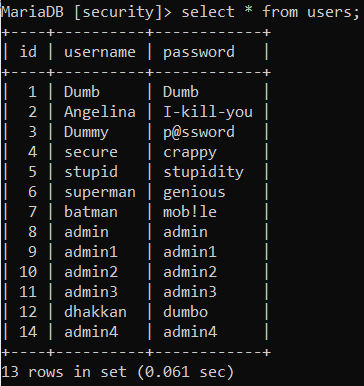 MariaDB [security]> select * from users;
+----+----------+------------+
| id | username | password   |
+----+----------+------------+
|  1 | Dumb     | Dumb       |
|  2 | Angelina | I-kill-you |
|  3 | Dummy    | p@ssword   |
|  4 | secure   | crappy     |
|  5 | stupid   | stupidity  |
|  6 | superman | genious    |
|  7 | batman   | mob!le     |
|  8 | admin    | admin      |
|  9 | admin1   | admin1     |
| 10 | admin2   | admin2     |
| 11 | admin3   | admin3     |
| 12 | dhakkan  | dumbo      |
| 14 | admin4   | admin4     |
+----+----------+------------+
13 rows in set (0.061 sec)